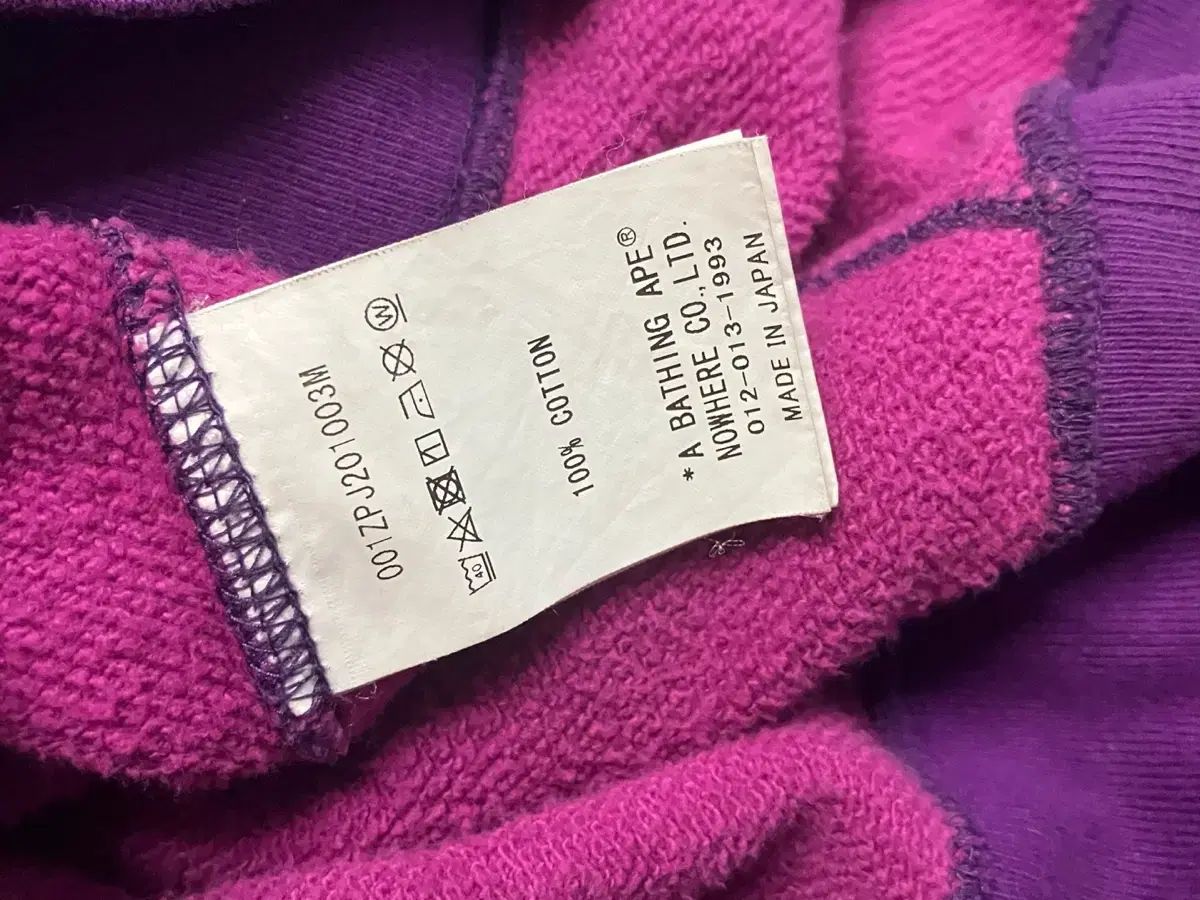 001ZPJ201003M
40 W
100% COTTON
*A BATHING APE®
NOWHERE CO., LTD.
012-013-1993
MADE IN JAPAN